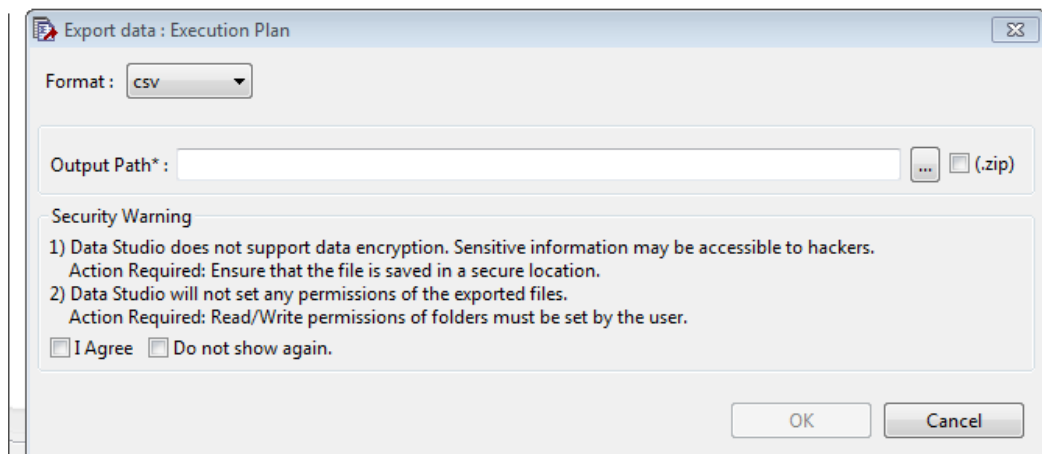 Export data : Execution Plan
Format : csv
Output Path* : ... (.zip)
Security Warning
1) Data Studio does not support data encryption. Sensitive information may be accessible to hackers.
Action Required: Ensure that the file is saved in a secure location.
2) Data Studio will not set any permissions of the exported files.
Action Required: Read/Write permissions of folders must be set by the user.
I Agree Do not show again.
OK Cancel